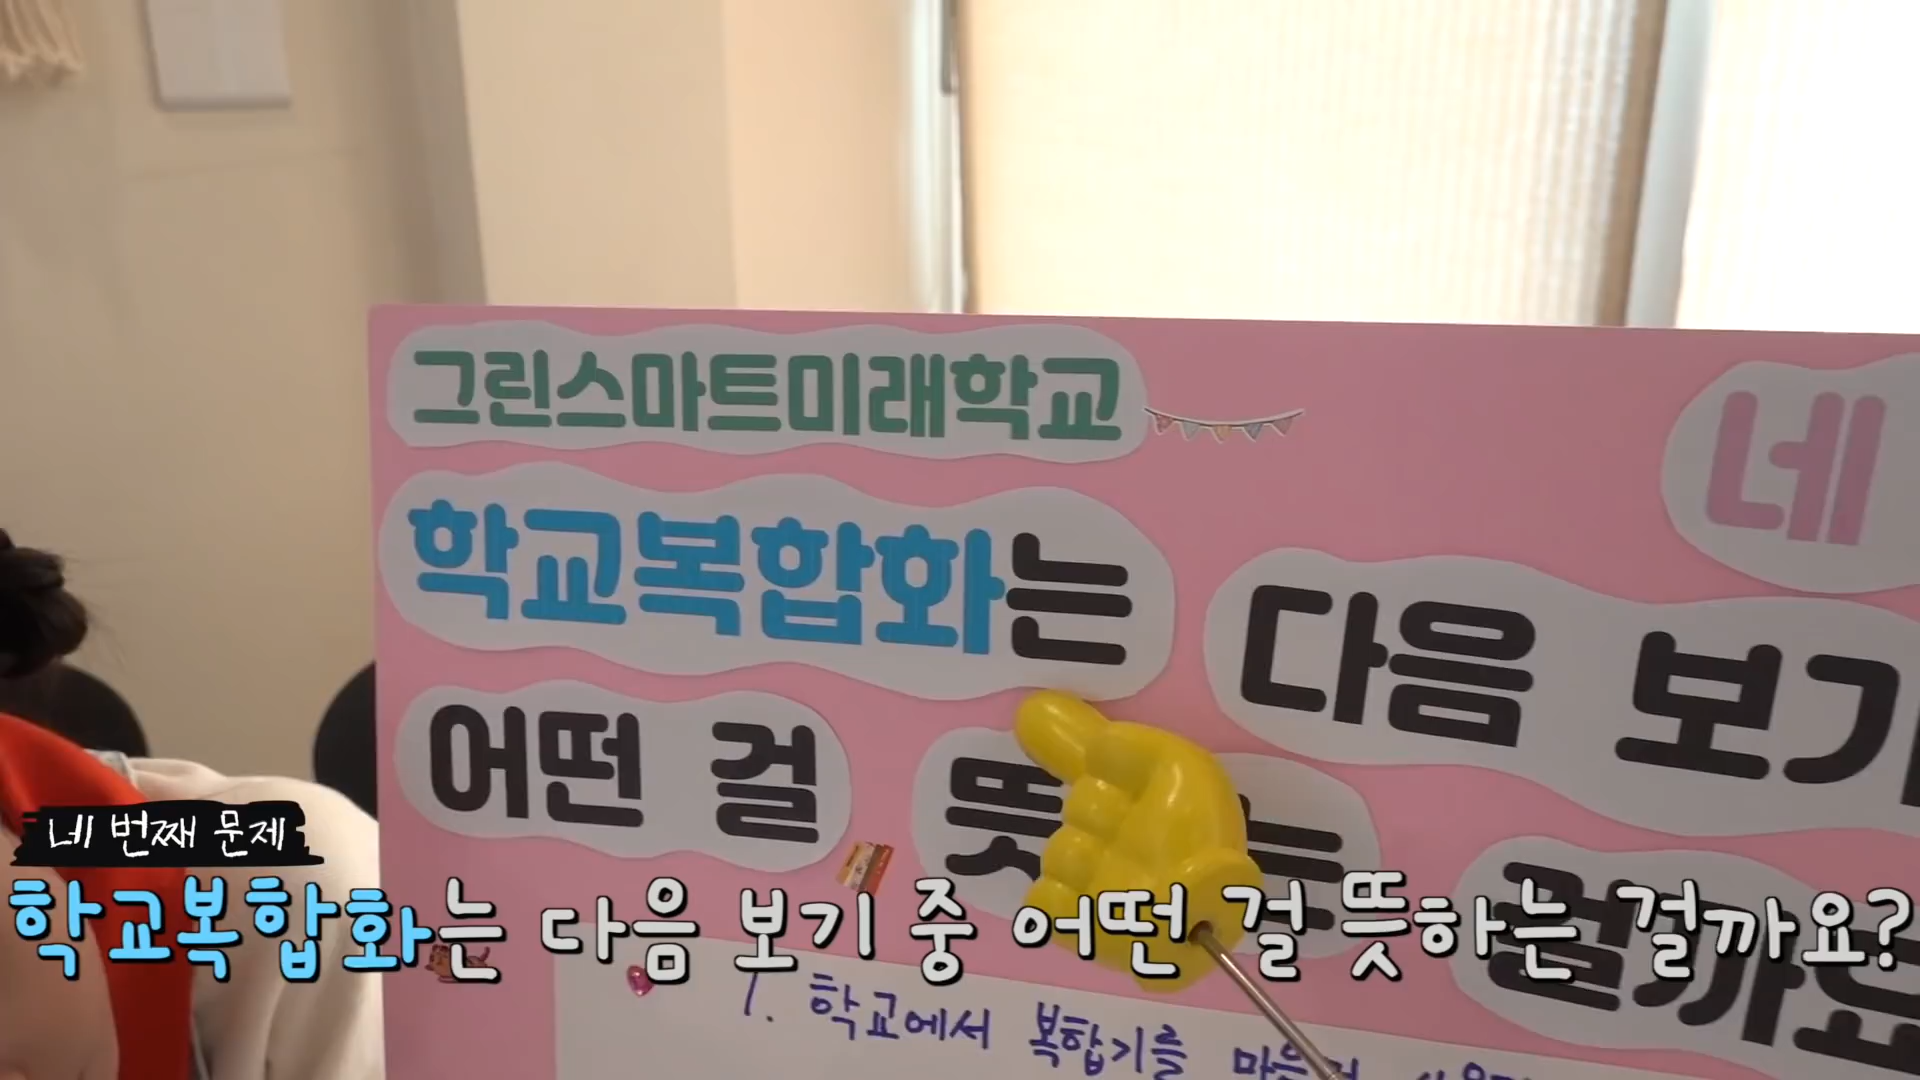 그린스마트미래학교
네
학교복합화는 다음 보기
어떤 걸
네 번째 문제
학교복합화는 다음 보기 중 어떤 걸 뜻하는 걸까요?
1. 학교에서 복합기를